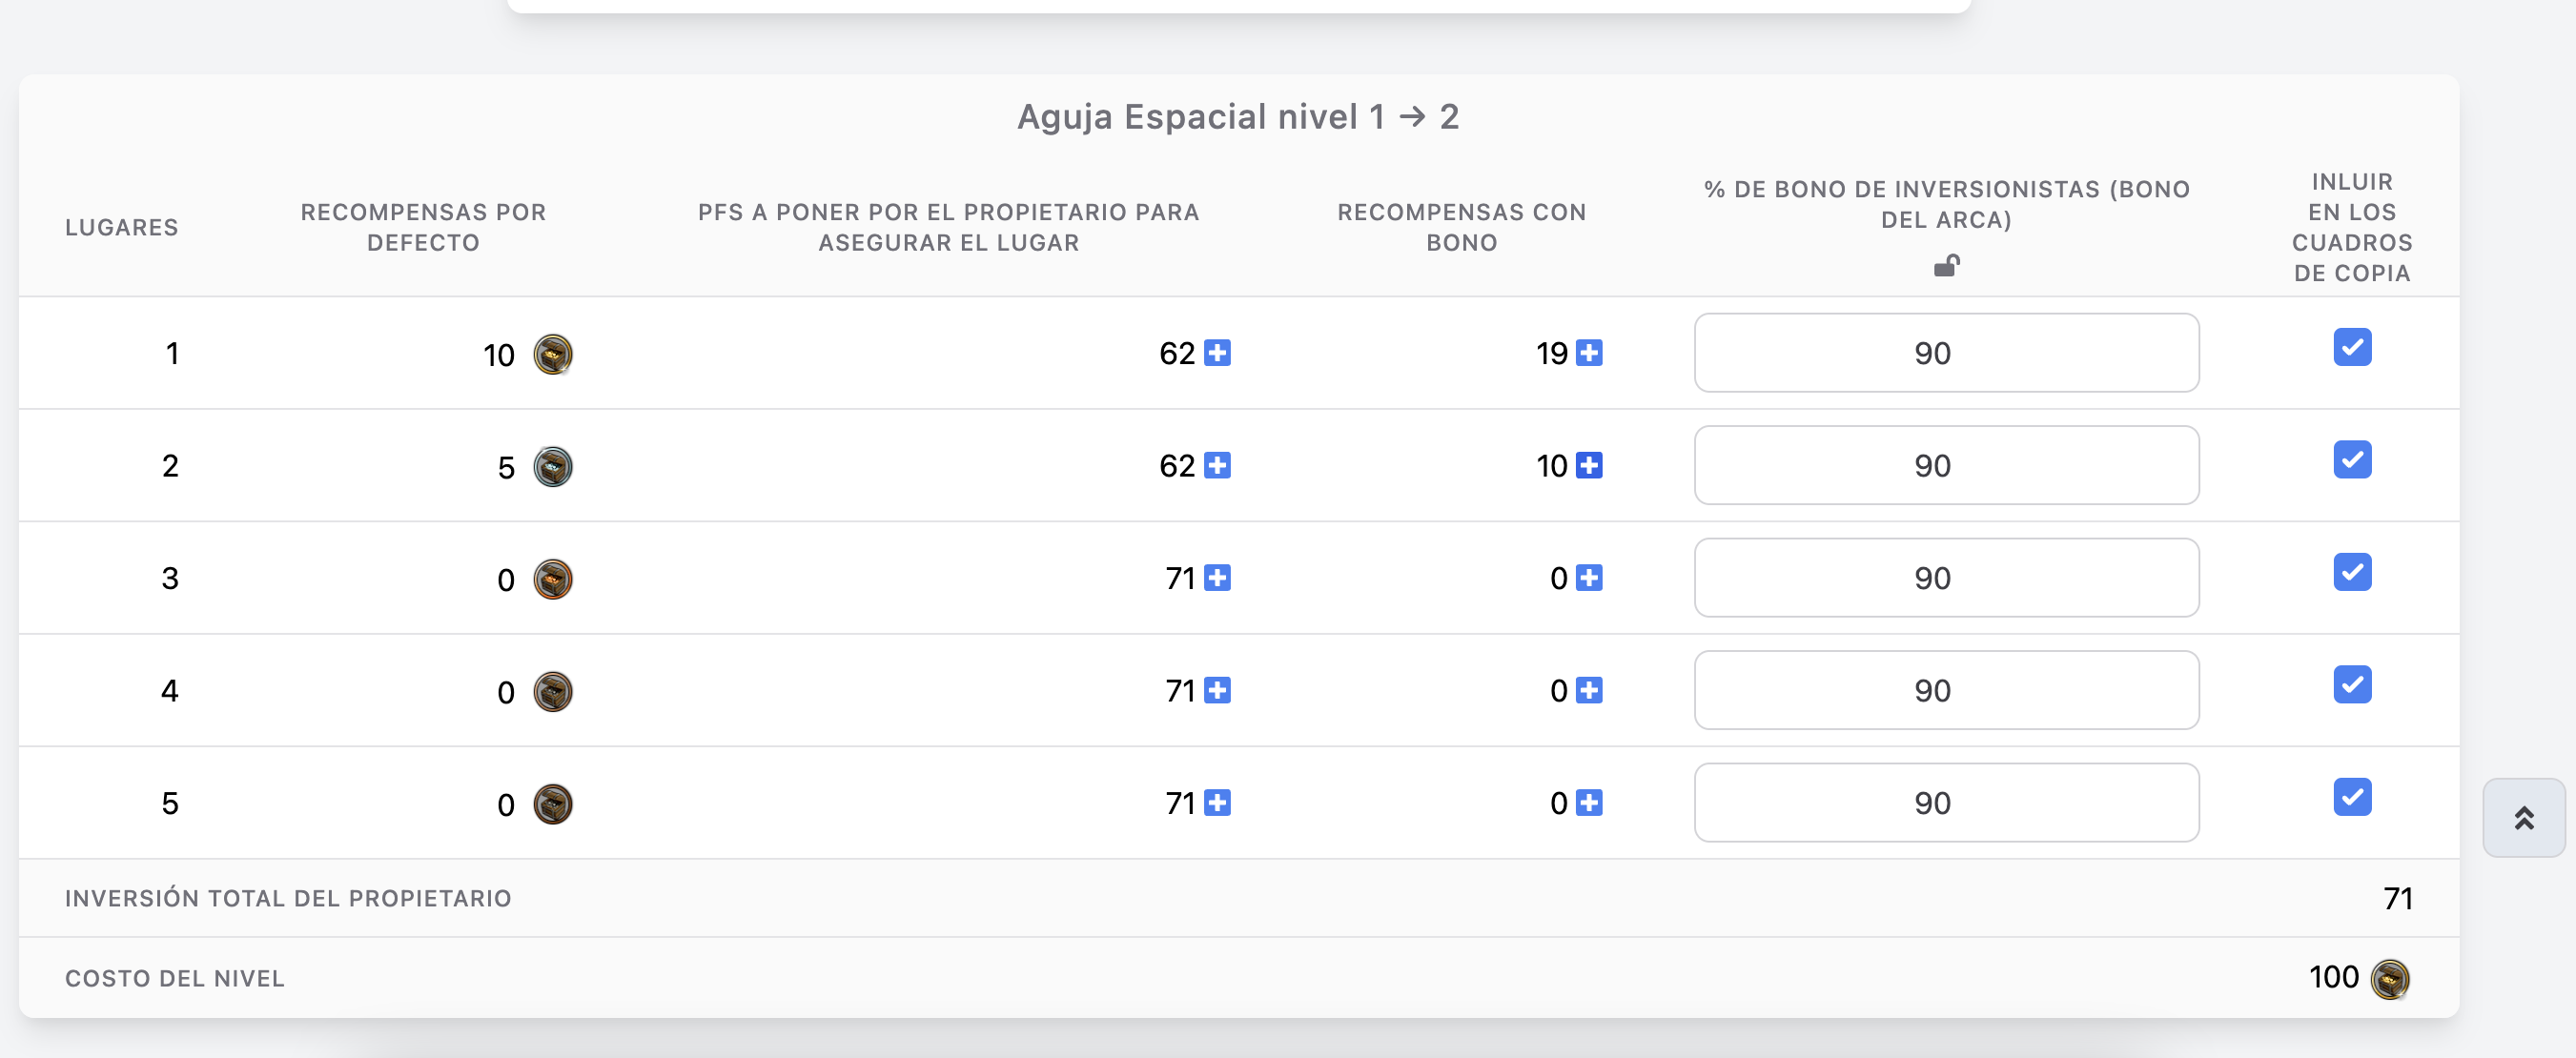 Aguja Espacial nivel 1 → 2
LUGARES
RECOMPENSAS POR
DEFECTO
PFS A PONER POR EL PROPIETARIO PARA
ASEGURAR EL LUGAR
RECOMPENSAS CON
BONO
% DE BONO DE INVERSIONISTAS (BONO
DEL ARCA)
INLUIR
EN LOS
CUADROS
DE COPIA
1 10 62 19 90
2 5 62 10 90
3 0 71 0 90
4 0 71 0 90
5 0 71 0 90
INVERSIÓN TOTAL DEL PROPIETARIO 71
COSTO DEL NIVEL 100